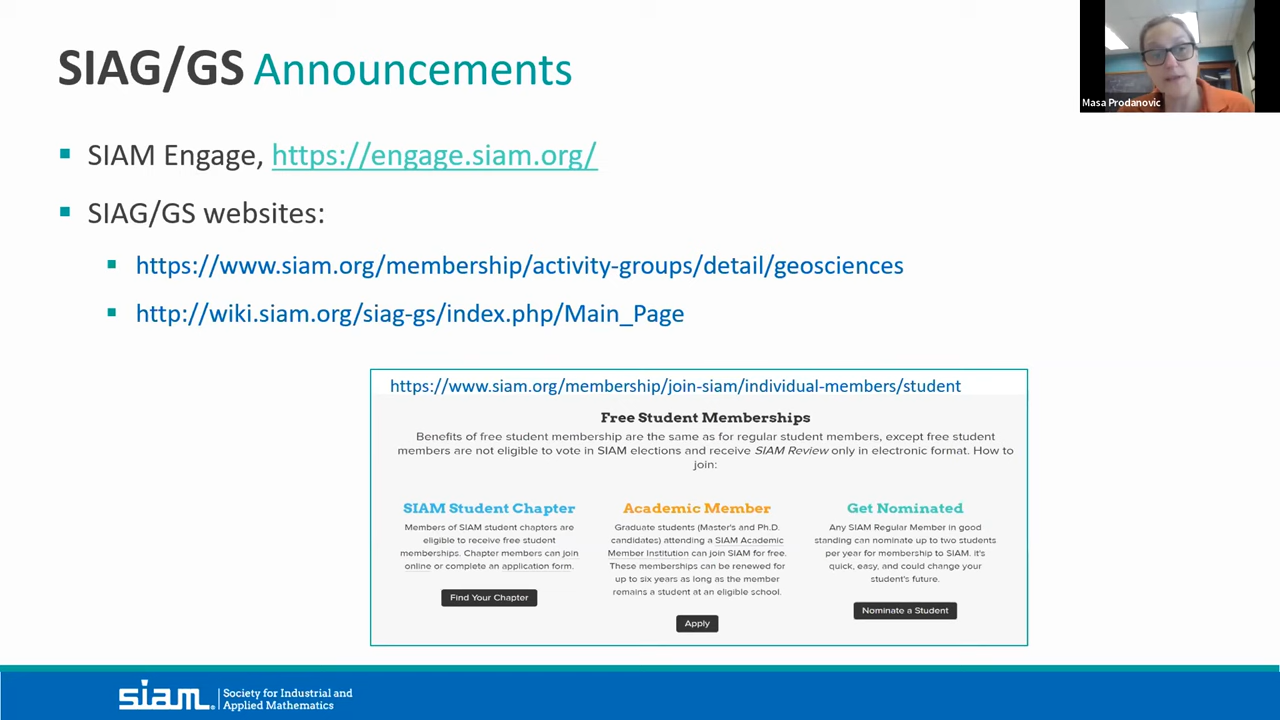 SIAG/GS Announcements
Masa Prodanovic
SIAM Engage, https://engage.siam.org/
SIAG/GS websites:
https://www.siam.org/membership/activity-groups/detail/geosciences
http://wiki.siam.org/siag-gs/index.php/Main_Page
https://www.siam.org/membership/join-siam/individual-members/student
Free Student Memberships
Benefits of free student membership are the same as for regular student members, except free student
members are not eligible to vote in SIAM elections and receive SIAM Review only in electronic format. How to
join:
SIAM Student Chapter
Members of SIAM student chapters are
eligible to receive free student
memberships. Chapter members can join
online or complete an application form.
Find Your Chapter
Academic Member
Graduate students (Master's and Ph.D.
candidates) attending a SIAM Academic
Member Institution can join SIAM for free.
These memberships can be renewed for
up to six years as long as the member
remains a student at an eligible school.
Apply
Get Nominated
Any SIAM Regular Member in good
standing can nominate up to two students
per year for membership to SIAM. it's
quick, easy, and could change your
student's future.
Nominate a Student
siam.® Society for Industrial and
Applied Mathematics